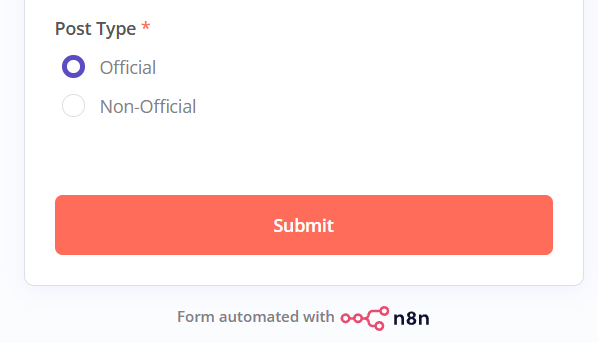 Post Type *
Official
Non-Official
Submit
Form automated with n8n